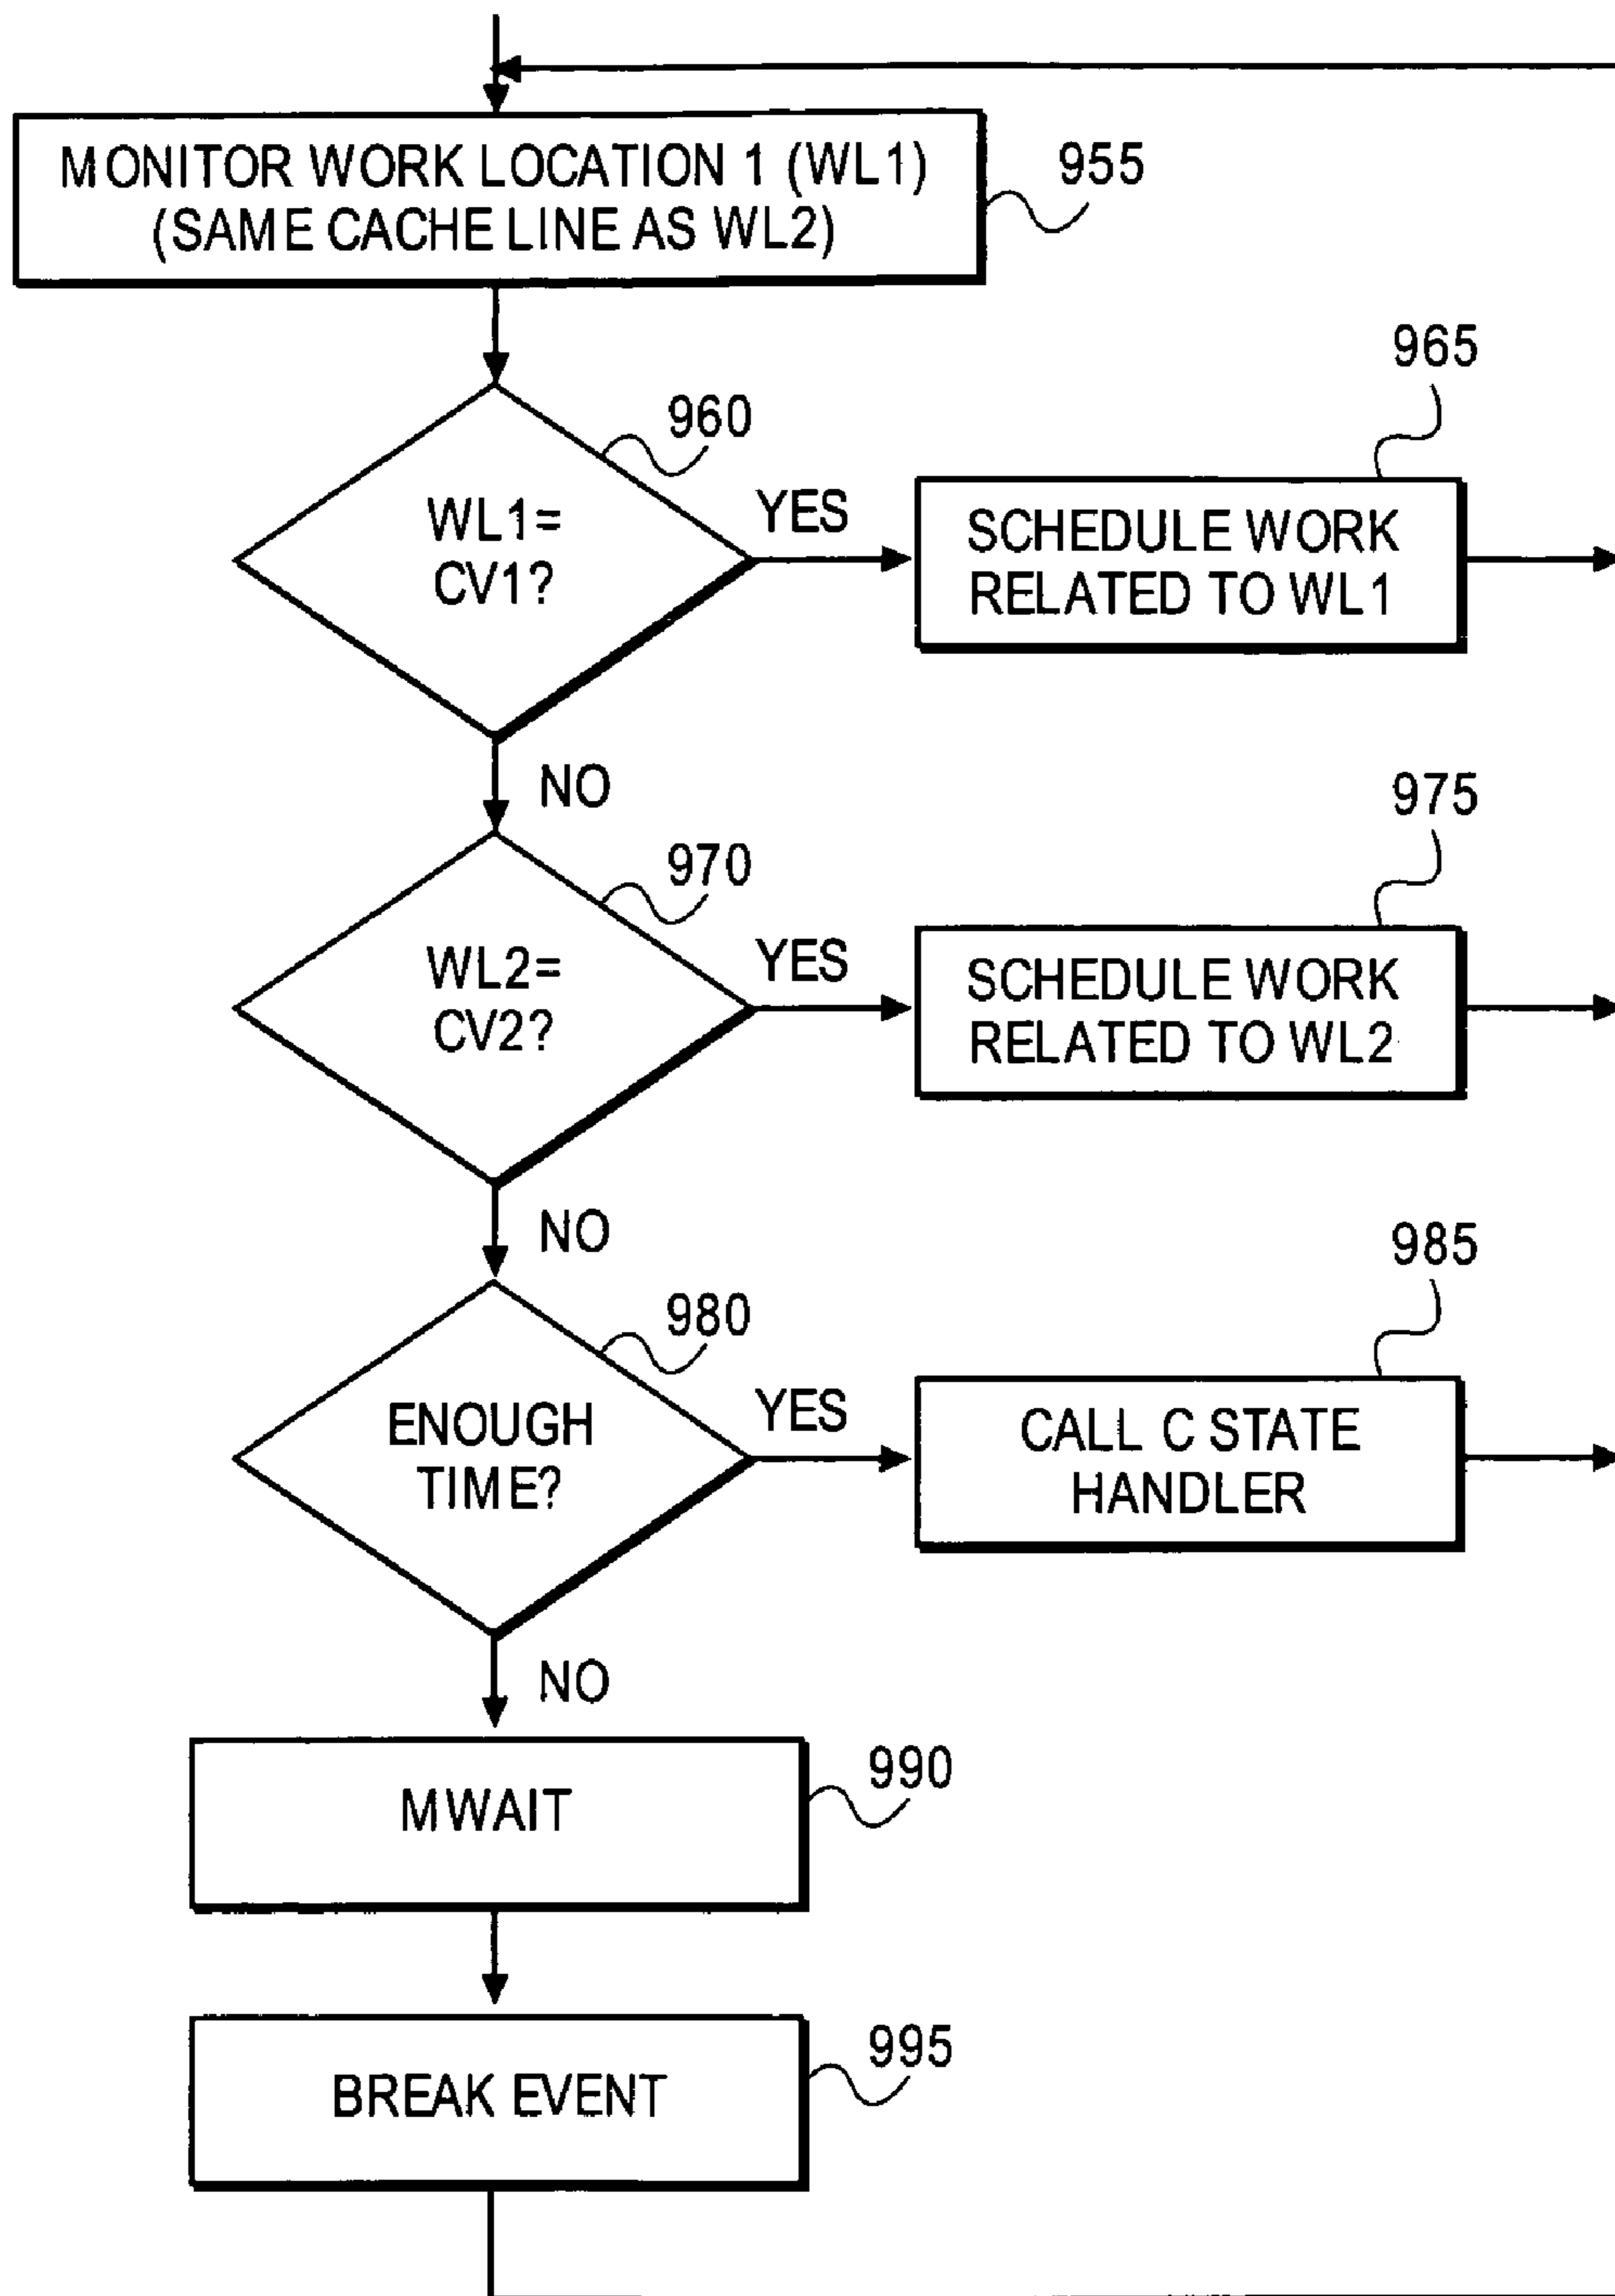 MONITOR WORK LOCATION 1 (WL1)
(SAME CACHE LINE AS WL2)
955
960
WL1=
CV1?
YES
965
SCHEDULE WORK
RELATED TO WL1
NO
970
WL2=
CV2?
YES
975
SCHEDULE WORK
RELATED TO WL2
NO
980
ENOUGH
TIME?
YES
985
CALL C STATE
HANDLER
NO
MWAIT
990
BREAK EVENT
995